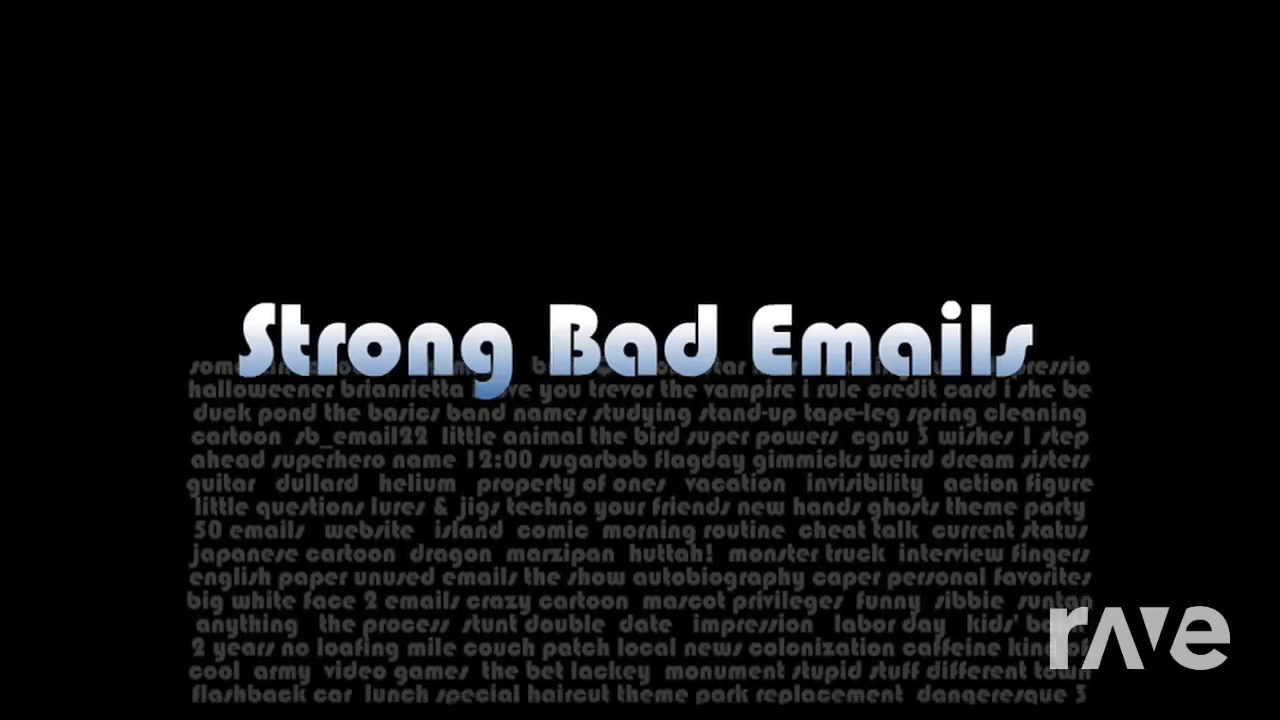 Strong Bad Emails
halloweener brianrietta i love you trevor the vampire i rule credit card i she be
duck pond the basics band names studying stand-up tape-leg spring cleaning
cartoon sb_email22 little animal the bird super powers cgnu 3 wishes 1 step
ahead superhero name 12:00 sugarbob flagday gimmicks weird dream sisters
guitar dullard helium property of ones vacation invisibility action figure
little questions lures & jigs techno your friends new hands ghosts theme party
50 emails website island comic morning routine cheat talk current status
japanese cartoon dragon marzipan huttah! monster truck interview fingers
english paper unused emails the show autobiography caper personal favorites
big white face 2 emails crazy cartoon mascot privileges funny sibbie suntan
anything the process stunt double date impression labor day kids' book
2 years no loafing mile couch patch local news colonization caffeine king of
cool army video games the bet lackey monument stupid stuff different town
flashback car lunch special haircut theme park replacement dangeresque 3
rave